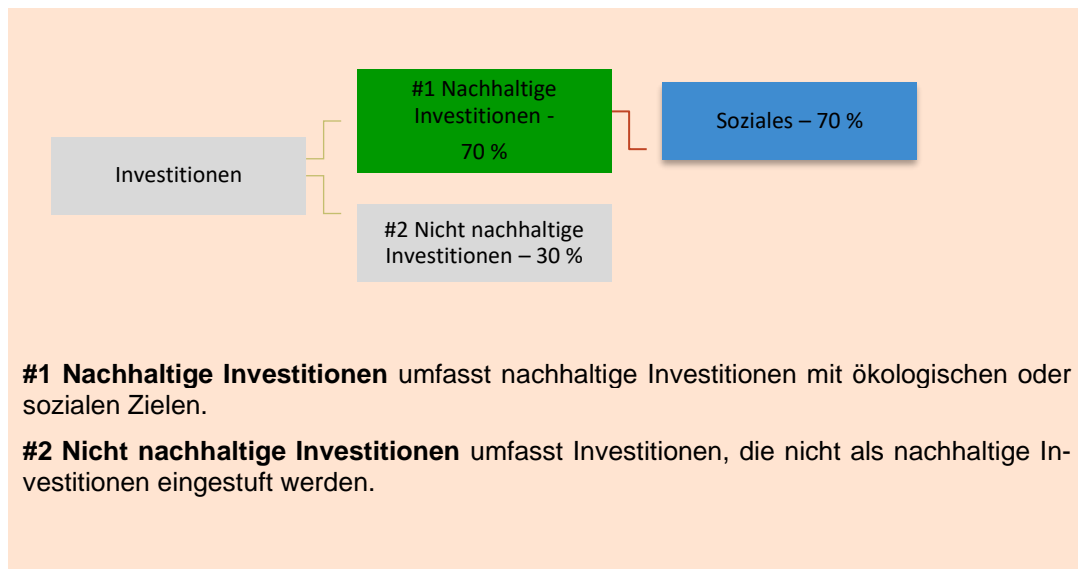 #1 Nachhaltige
Investitionen -
70 %
Soziales – 70 %
Investitionen
#2 Nicht nachhaltige
Investitionen – 30 %
#1 Nachhaltige Investitionen umfasst nachhaltige Investitionen mit ökologischen oder
sozialen Zielen.
#2 Nicht nachhaltige Investitionen umfasst Investitionen, die nicht als nachhaltige In-
vestitionen eingestuft werden.